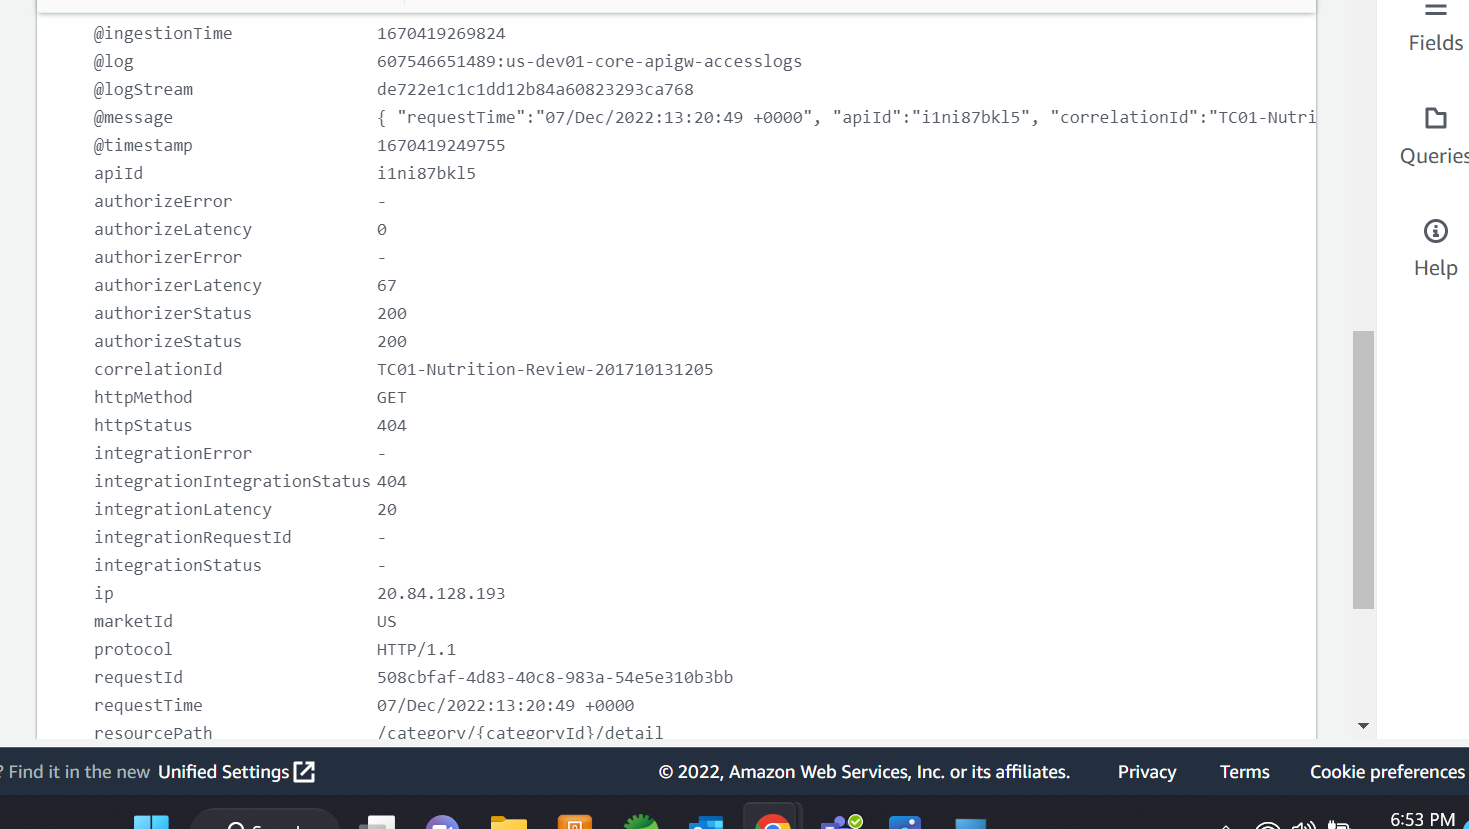 @ingestionTime 1670419269824
@log 607546651489:us-dev01-core-apigw-accesslogs
@logStream de722e1c1c1dd12b84a60823293ca768
@message { "requestTime":"07/Dec/2022:13:20:49 +0000", "apiId":"i1ni87bkl5", "correlationId":"TC01-Nutri
@timestamp 1670419249755
apiId i1ni87bkl5
authorizeError -
authorizeLatency 0
authorizerError -
authorizerLatency 67
authorizerStatus 200
authorizeStatus 200
correlationId TC01-Nutrition-Review-201710131205
httpMethod GET
httpStatus 404
integrationError -
integrationIntegrationStatus 404
integrationLatency 20
integrationRequestId -
integrationStatus -
ip 20.84.128.193
marketId US
protocol HTTP/1.1
requestId 508cbfaf-4d83-40c8-983a-54e5e310b3bb
requestTime 07/Dec/2022:13:20:49 +0000
resourcePath /category/{categoryId}/detail
Fields
Queries
Help
? Find it in the new Unified Settings
© 2022, Amazon Web Services, Inc. or its affiliates. Privacy Terms Cookie preferences
6:53 PM